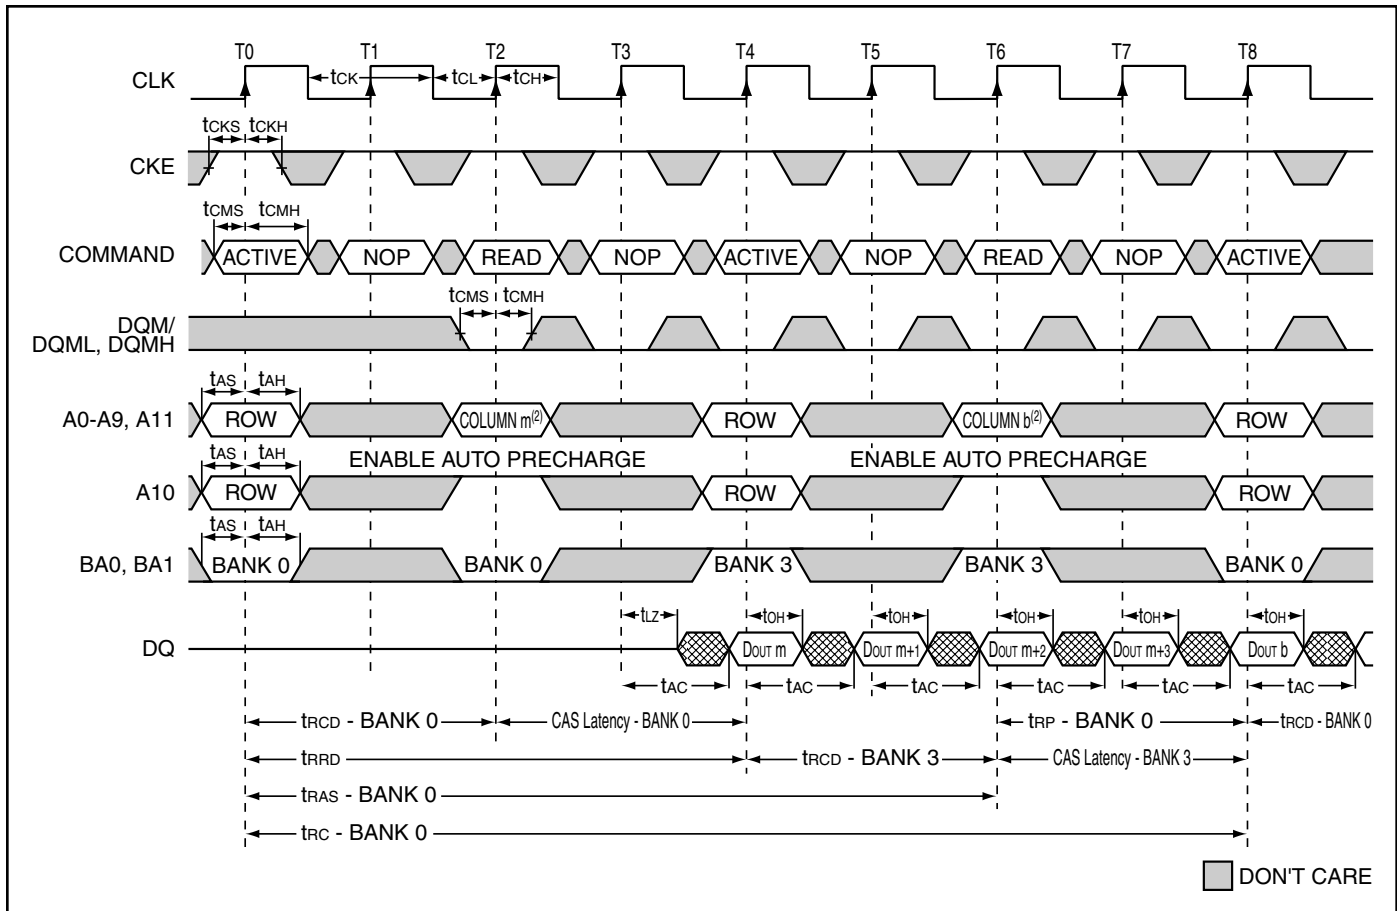 T0 T1 T2 T3 T4 T5 T6 T7 T8
CLK tCK tCL tCH
tCKS tCKH
CKE
tCMS tCMH
COMMAND ACTIVE NOP READ NOP ACTIVE NOP READ NOP ACTIVE
tCMS tCMH
DQM/
DQML, DQMH
tAS tAH
A0-A9, A11 ROW COLUMN m(2) ROW COLUMN b(2) ROW
tAS tAH ENABLE AUTO PRECHARGE ENABLE AUTO PRECHARGE
A10 ROW ROW ROW
tAS tAH
BA0, BA1 BANK 0 BANK 0 BANK 3 BANK 3 BANK 0
tLZ tOH tOH tOH tOH tOH
DQ DOUT m DOUT m+1 DOUT m+2 DOUT m+3 DOUT b
tAC tAC tAC tAC tAC tAC
tRCD - BANK 0 CAS Latency - BANK 0 tRP - BANK 0 tRCD - BANK 0
tRRD tRCD - BANK 3 CAS Latency - BANK 3
tRAS - BANK 0
tRC - BANK 0
DON'T CARE